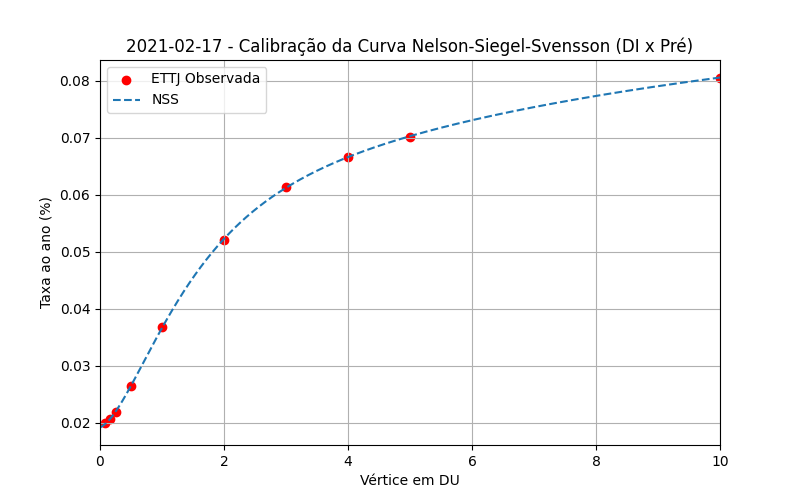 2021-02-17 - Calibração da Curva Nelson-Siegel-Svensson (DI x Pré)
ETTJ Observada
NSS
Taxa ao ano (%)
0.08
0.07
0.06
0.05
0.04
0.03
0.02
0 2 4 6 8 10
Vértice em DU